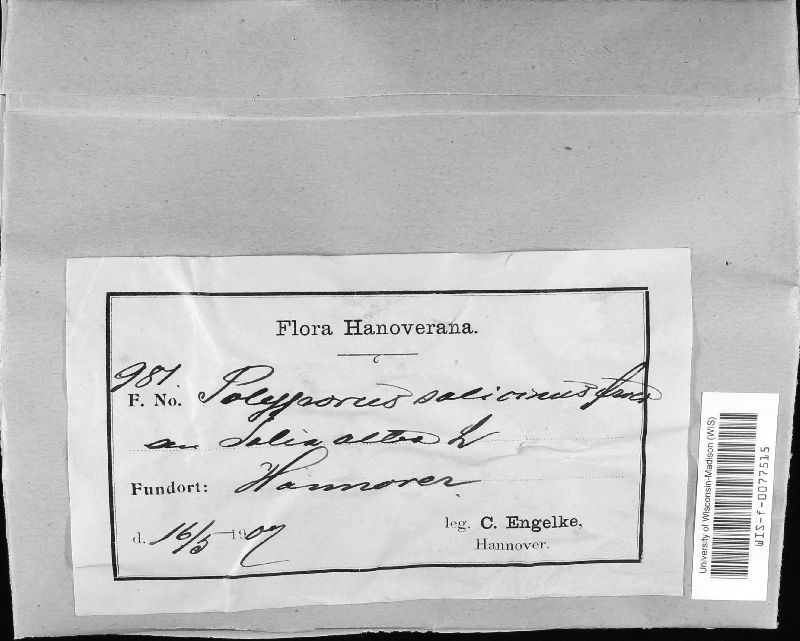 Flora Hanoverana.
981.
F. No. Polyporus salicinus
an Salix alba L
Fundort: Hannover
d. 16/5 1907
leg. C. Engelke,
Hannover.
University of Wisconsin-Madison (WIS)
WIS-f-0077515